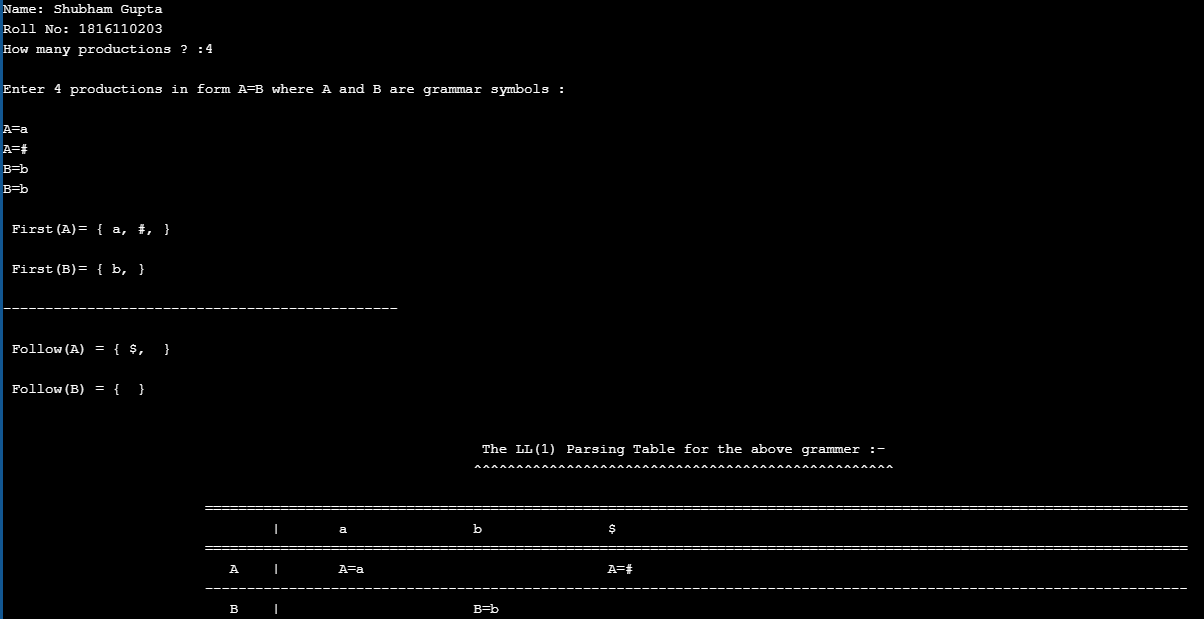 Name: Shubham Gupta
Roll No: 1816110203
How many productions ? :4
Enter 4 productions in form A=B where A and B are grammar symbols :
A=a
A=#
B=b
B=b
First(A)= { a, #, }
First(B)= { b, }
-----------------------------------------------
Follow(A) = { $,  }
Follow(B) = {  }
The LL(1) Parsing Table for the above grammer :-
^^^^^^^^^^^^^^^^^^^^^^^^^^^^^^^^^^^^^^^^^^^^^^^^^^
=====================================================================================================================
| a b $
=====================================================================================================================
A | A=a A=#
---------------------------------------------------------------------------------------------------------------------
B | B=b